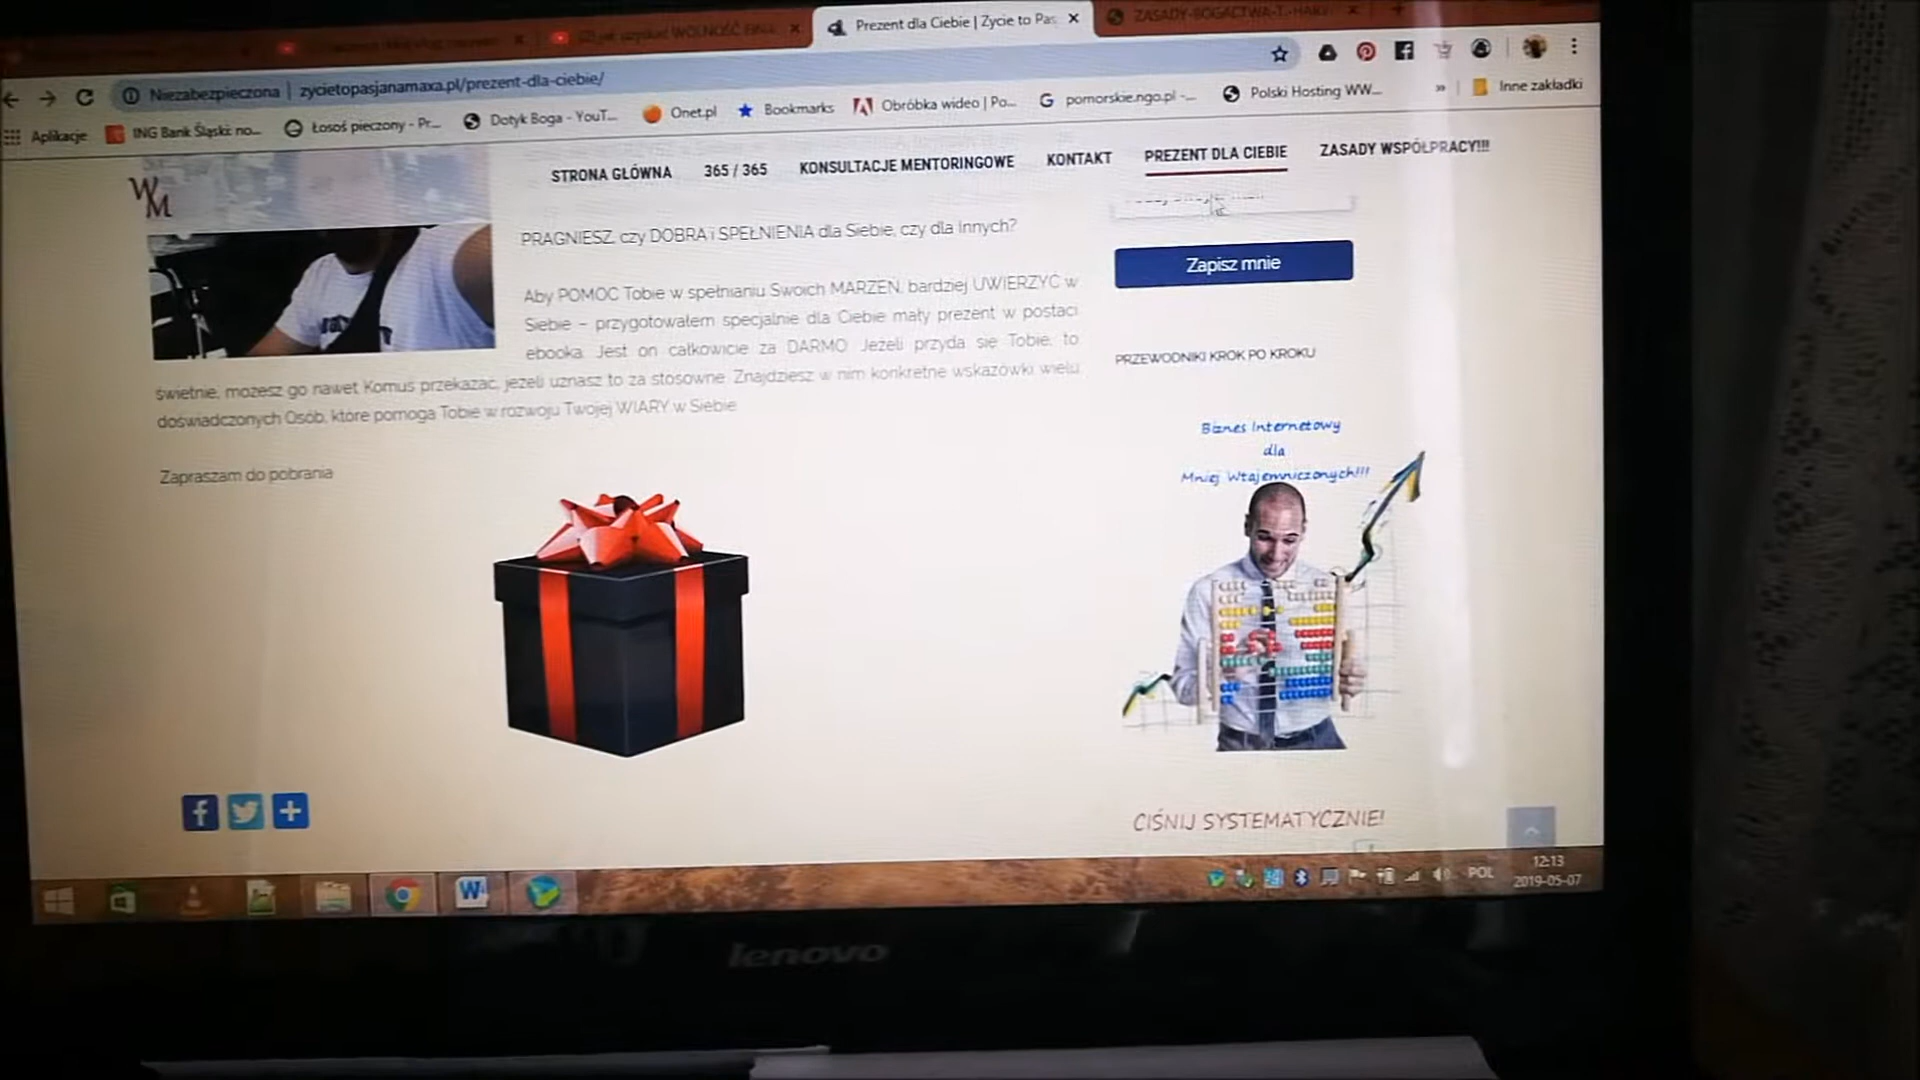 Prezent dla Ciebie | Życie to Pas
Niezabezpieczona | zycietopasjanamaxa.pl/prezent-dla-ciebie/
Aplikacje
ING Bank Śląski: no...
Łosoś pieczony - Pr...
Dotyk Boga - YouT...
Onet.pl
Bookmarks
Obróbka wideo | Po...
pomorskie.ngo.pl -...
Polski Hosting WW...
»
Inne zakładki
WM
STRONA GŁÓWNA
365 / 365
KONSULTACJE MENTORINGOWE
KONTAKT
PREZENT DLA CIEBIE
ZASADY WSPÓŁPRACY!!!
PRAGNIESZ, czy DOBRA i SPEŁNIENIA dla Siebie, czy dla Innych?
Aby POMÓC Tobie w spełnianiu Swoich MARZEŃ, bardziej UWIERZYĆ w
Siebie – przygotowałem specjalnie dla Ciebie mały prezent w postaci
ebooka. Jest on całkowicie za DARMO. Jeżeli przyda się Tobie, to
świetnie, możesz go nawet Komuś przekazać, jeżeli uznasz to za stosowne. Znajdziesz w nim konkretne wskazówki wielu
doświadczonych Osób, które pomogą Tobie w rozwoju Twojej WIARY w Siebie.
Zapraszam do pobrania
Zapisz mnie
PRZEWODNIKI KROK PO KROKU
Biznes Internetowy
dla
Mniej Wtajemniczonych!!!
CIŚNIJ SYSTEMATYCZNIE!
POL
12:13
2019-05-07
lenovo